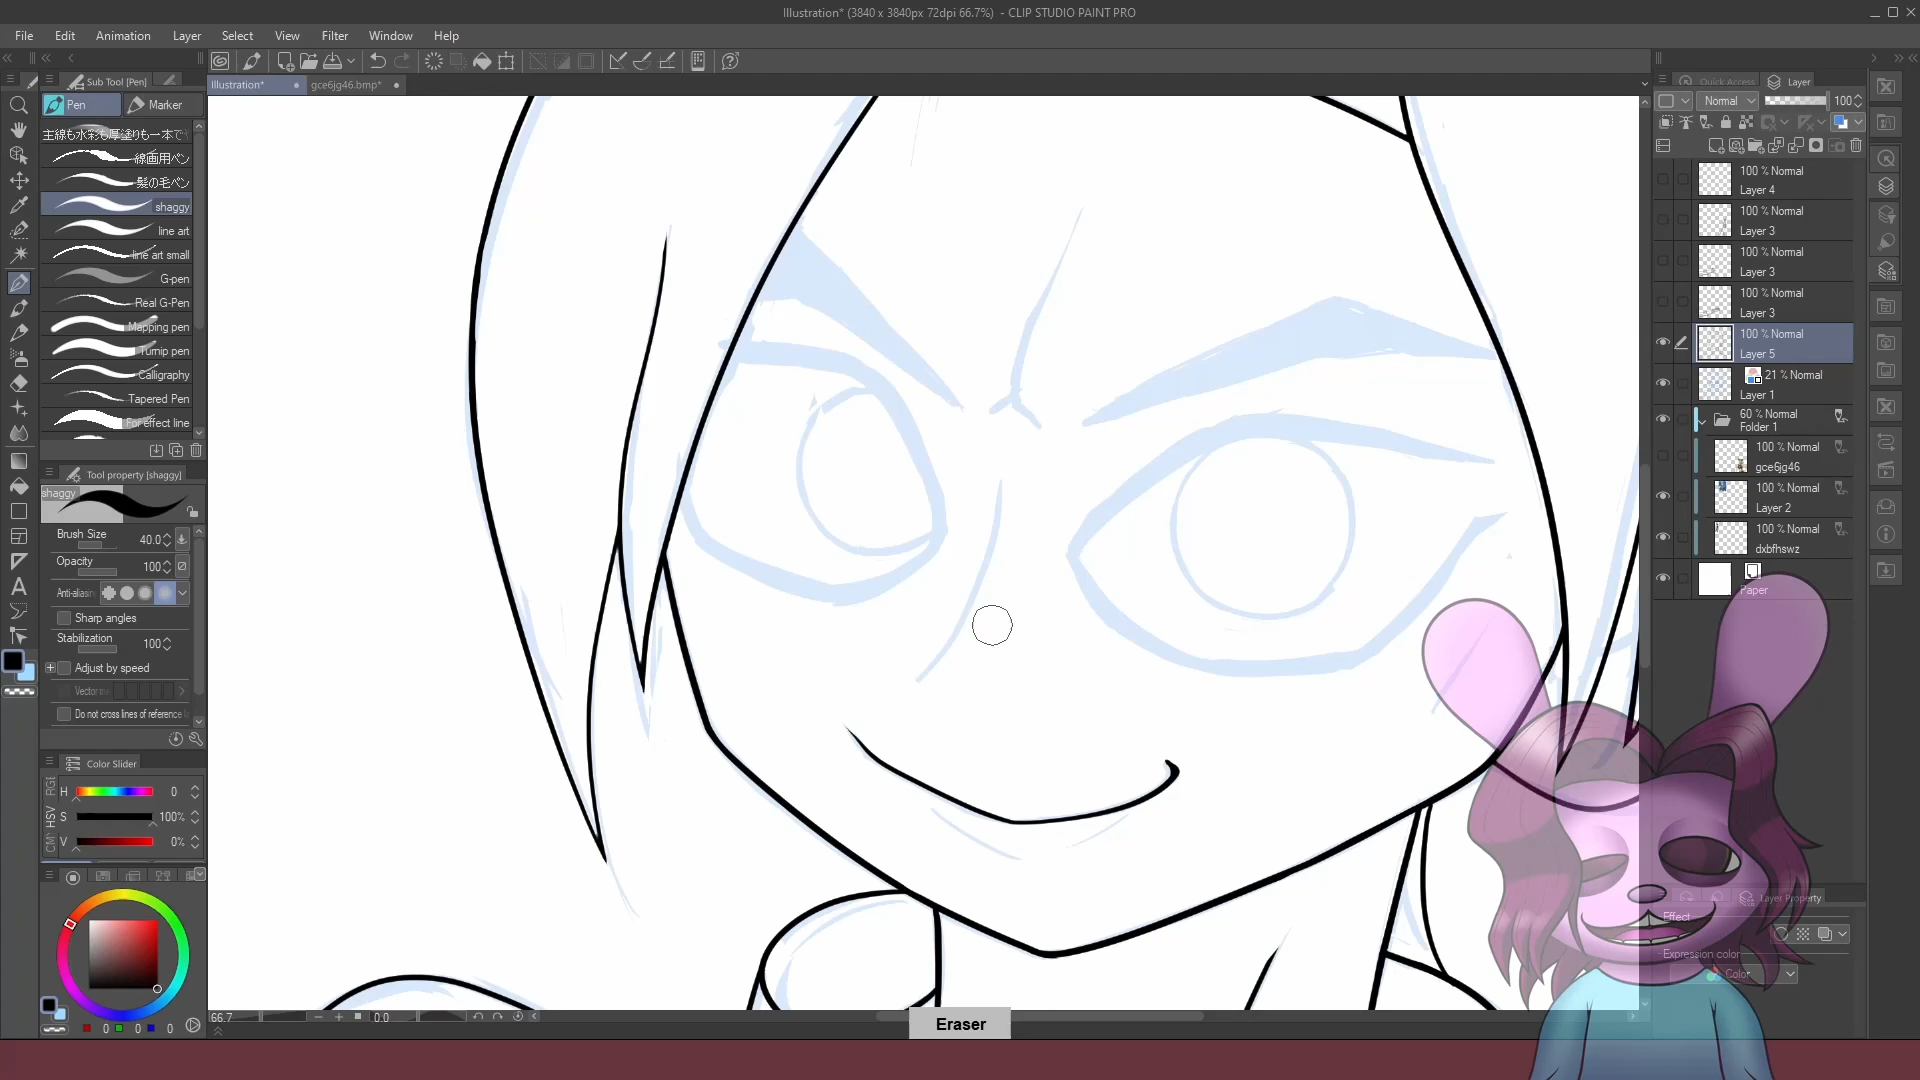 Illustration* (3840 x 3840px 72dpi 66.7%) - CLIP STUDIO PAINT PRO
File Edit Animation Layer Select View Filter Window Help
Sub Tool [Pen]
Quick Access Layer
Illustration* gce6jg46.bmp*
Pen Marker
Normal 100
主線も水彩も厚塗りも一本で
線画用ペン
髪の毛ペン
shaggy
line art
line art small
G-pen
Real G-Pen
Mapping pen
Turnip pen
Calligraphy
Tapered Pen
For effect line
Tool property [shaggy]
shaggy
Brush Size 40.0
Opacity 100
Anti-aliasing
Sharp angles
Stabilization 100
Adjust by speed
Vector
Do not cross lines of reference
Color Slider
RGB
HSV
CM
H 0
S 100%
V 0%
0 0 0
100 % Normal
Layer 4
100 % Normal
Layer 3
100 % Normal
Layer 3
100 % Normal
Layer 3
100 % Normal
Layer 5
21 % Normal
Layer 1
60 % Normal
Folder 1
100 % Normal
gce6jg46
100 % Normal
Layer 2
100 % Normal
dxbfhswz
Paper
Layer Property
Effect
Expression color
Color
66.7 0.0
Eraser